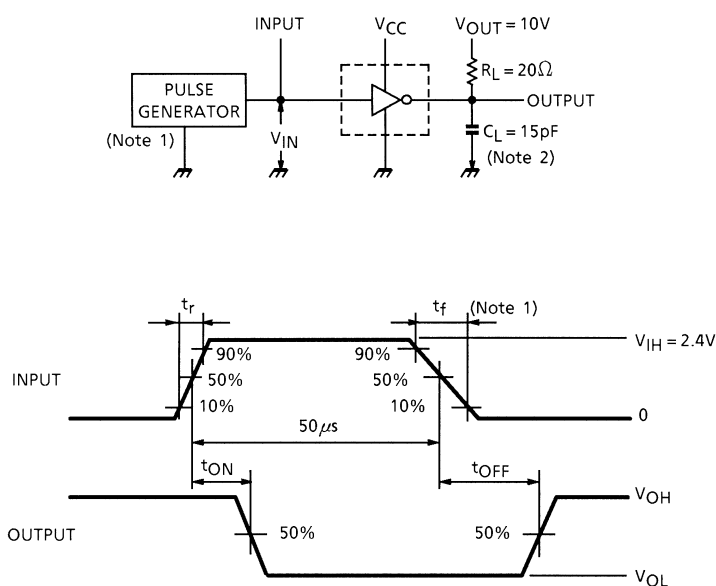 INPUT VCC VOUT = 10V
RL = 20Ω
PULSE
GENERATOR
OUTPUT
(Note 1)
VIN
CL = 15pF
(Note 2)
tr tf (Note 1)
VIH = 2.4V
90% 90%
INPUT 50% 50%
10% 10%
0
50μs
tON tOFF
VOH
OUTPUT 50% 50%
VOL